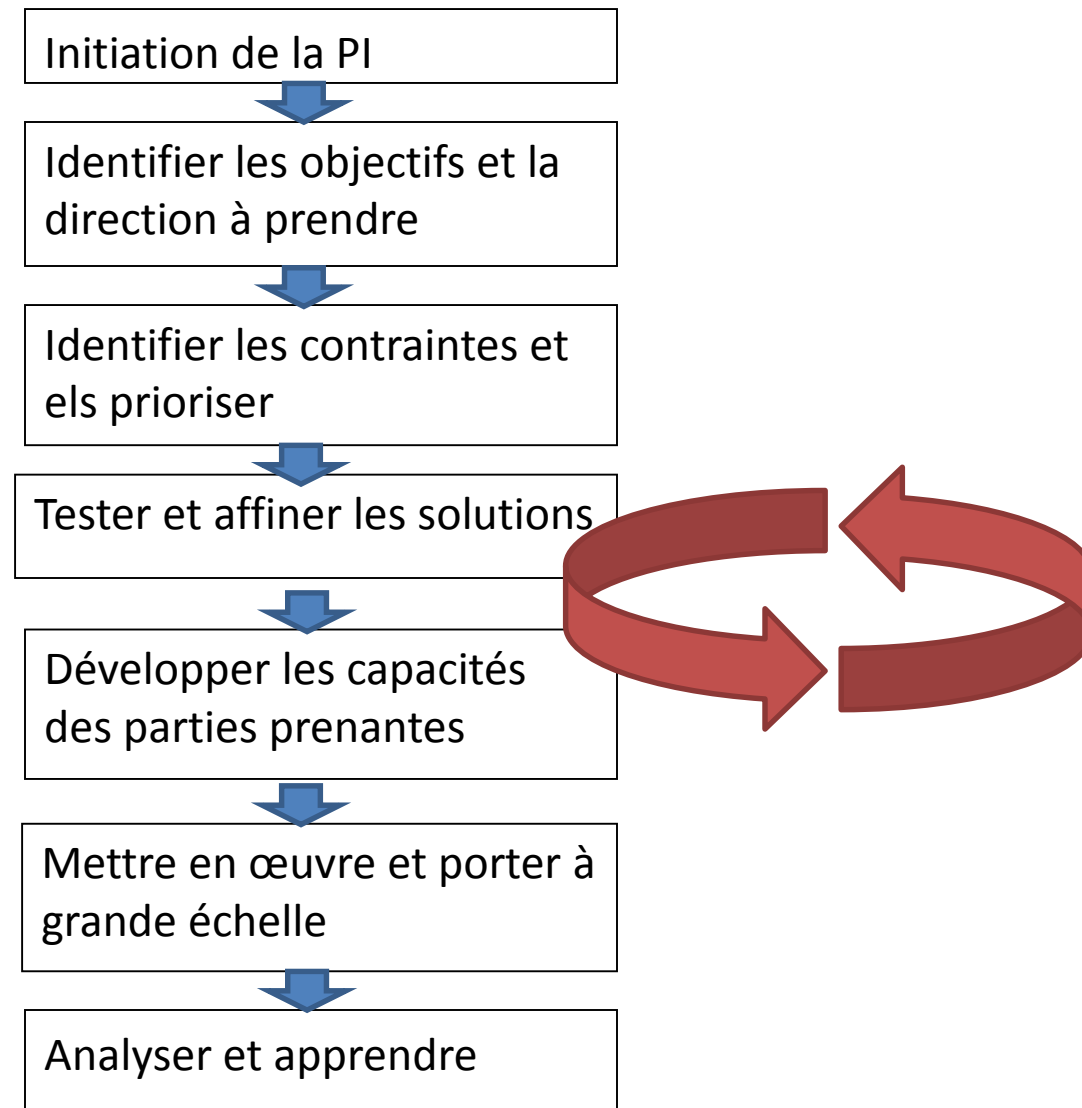 Initiation de la PI
Identifier les objectifs et la
direction à prendre
Identifier les contraintes et
els prioriser
Tester et affiner les solutions
Développer les capacités
des parties prenantes
Mettre en œuvre et porter à
grande échelle
Analyser et apprendre